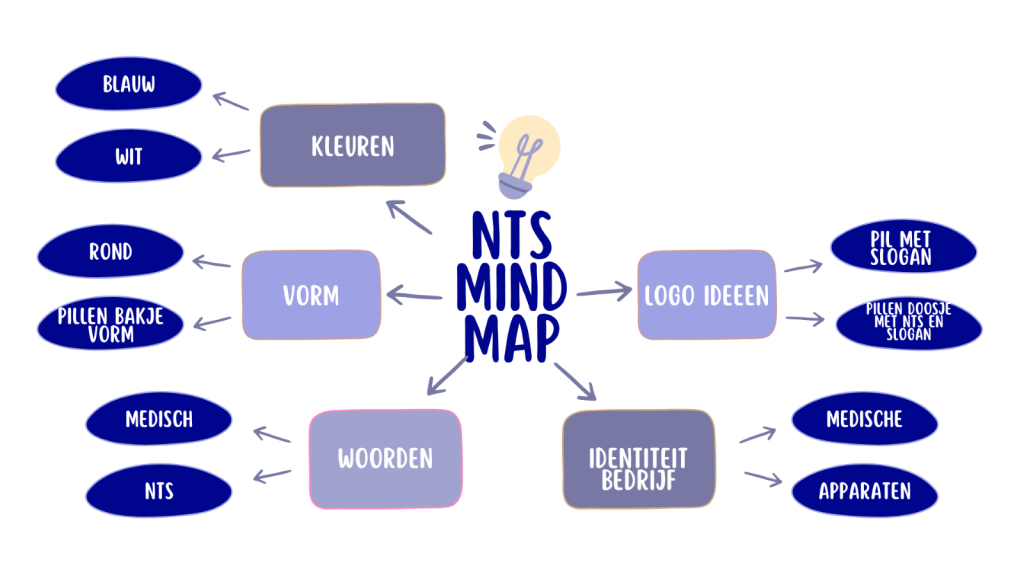 NTS
MIND
MAP
KLEUREN
BLAUW
WIT
VORM
ROND
PILLEN BAKJE
VORM
WOORDEN
MEDISCH
NTS
LOGO IDEEEN
PIL MET
SLOGAN
PILLEN DOOSJE
MET NTS EN
SLOGAN
IDENTITEIT
BEDRIJF
MEDISCHE
APPARATEN